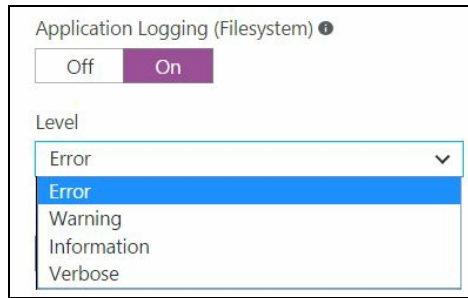 Application Logging (Filesystem)
Off On
Level
Error
Error
Warning
Information
Verbose